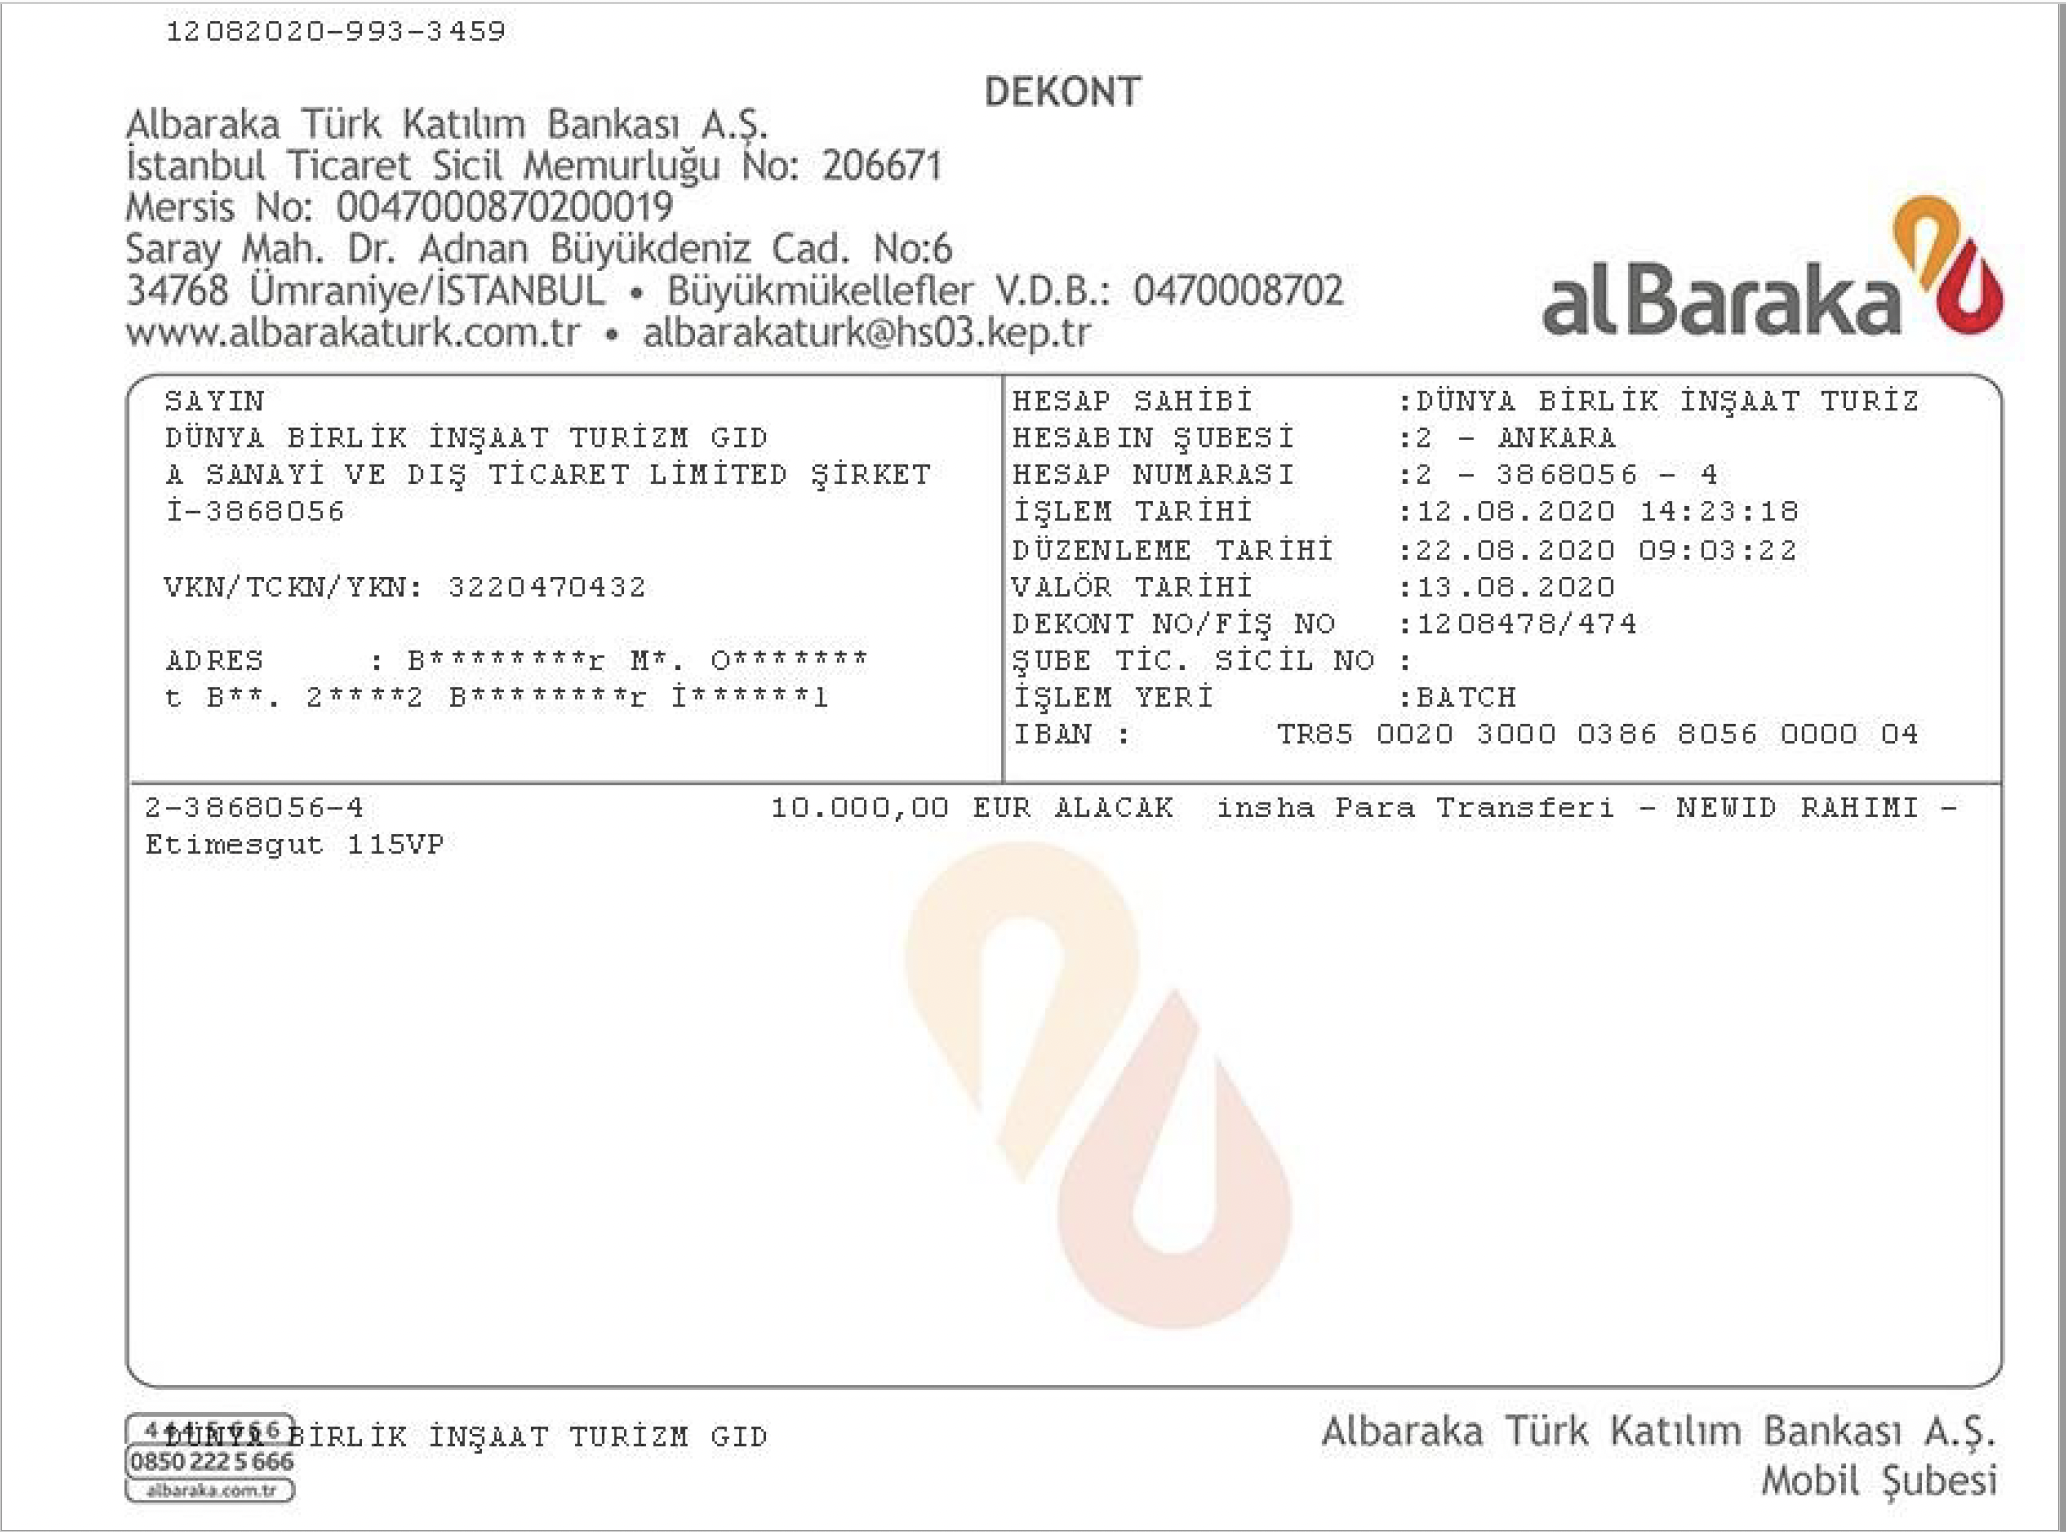 12082020-993-3459
DEKONT
Albaraka Türk Katılım Bankası A.Ş.
İstanbul Ticaret Sicil Memurluğu No: 206671
Mersis No: 0047000870200019
Saray Mah. Dr. Adnan Büyükdeniz Cad. No:6
34768 Ümraniye/İSTANBUL • Büyükmükellefler V.D.B.: 0470008702
www.albarakaturk.com.tr • albarakaturk@hs03.kep.tr
alBaraka
SAYIN
DÜNYA BİRLİK İNŞAAT TURİZM GID
A SANAYİ VE DIŞ TİCARET LİMİTED ŞİRKET
İ-3868056
VKN/TCKN/YKN: 3220470432
ADRES : B********r M*. O*******
t B**. 2****2 B********r İ******l
HESAP SAHİBİ :DÜNYA BİRLİK İNŞAAT TURİZ
HESABIN ŞUBESİ :2 - ANKARA
HESAP NUMARASI :2 - 3868056 - 4
İŞLEM TARİHİ :12.08.2020 14:23:18
DÜZENLEME TARİHİ :22.08.2020 09:03:22
VALÖR TARİHİ :13.08.2020
DEKONT NO/FİŞ NO :1208478/474
ŞUBE TİC. SİCİL NO :
İŞLEM YERİ :BATCH
IBAN : TR85 0020 3000 0386 8056 0000 04
2-3868056-4 10.000,00 EUR ALACAK insha Para Transferi - NEWID RAHIMI -
Etimesgut 115VP
444 5 666
DÜNYA BİRLİK İNŞAAT TURİZM GID
0850 222 5 666
albaraka.com.tr
Albaraka Türk Katılım Bankası A.Ş.
Mobil Şubesi